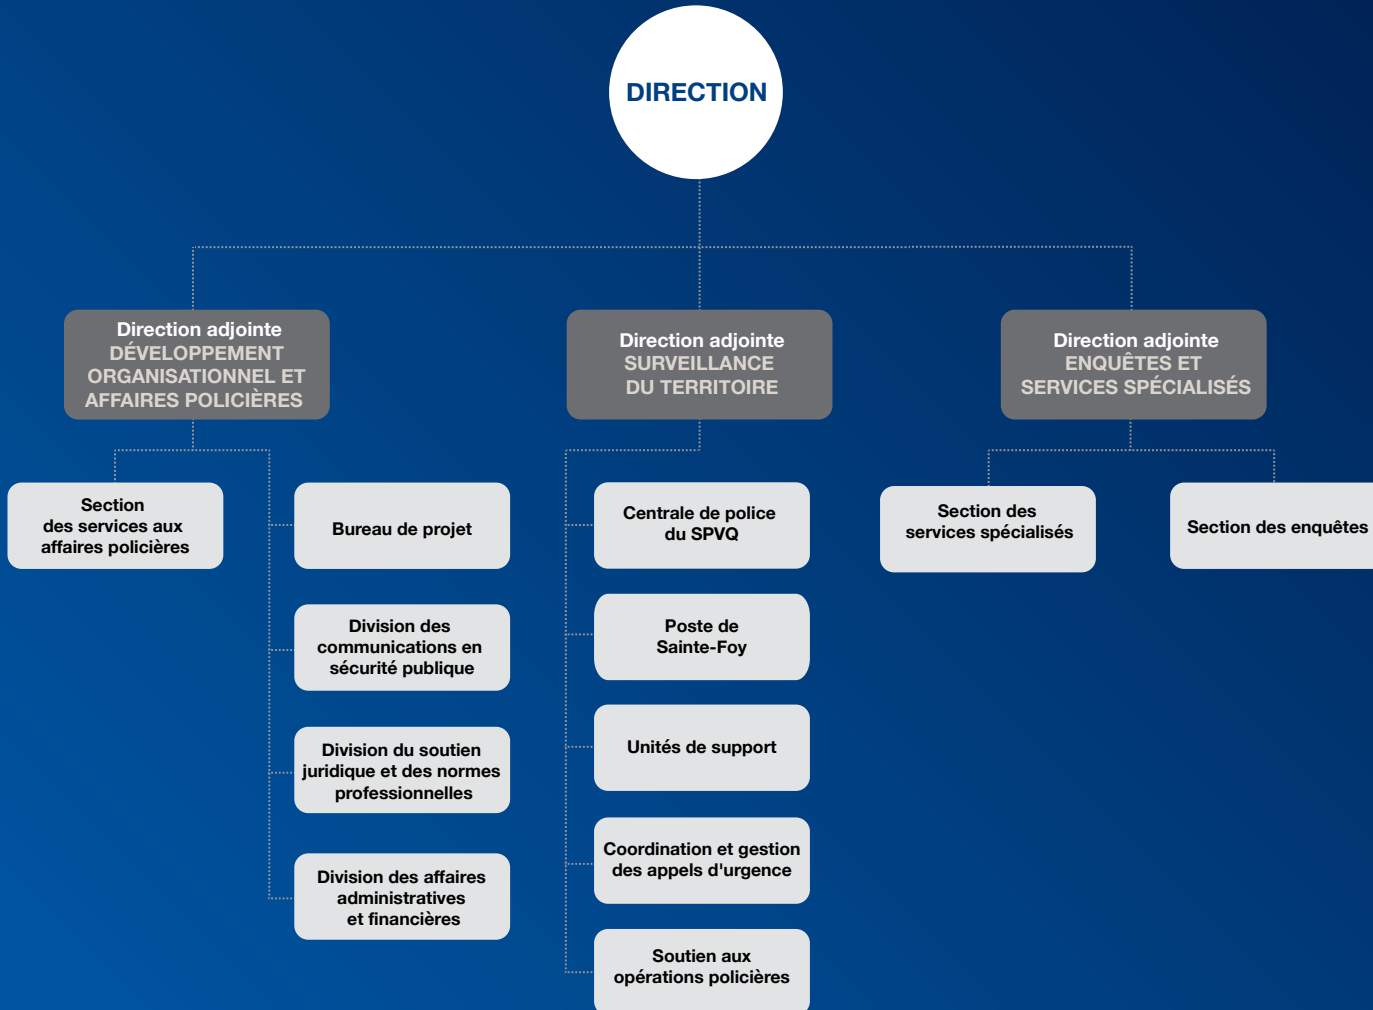 DIRECTION
Direction adjointe
DÉVELOPPEMENT
ORGANISATIONNEL ET
AFFAIRES POLICIÈRES
Direction adjointe
SURVEILLANCE
DU TERRITOIRE
Direction adjointe
ENQUÊTES ET
SERVICES SPÉCIALISÉS
Section
des services aux
affaires policières
Bureau de projet
Division des
communications en
sécurité publique
Division du soutien
juridique et des normes
professionnelles
Division des affaires
administratives
et financières
Centrale de police
du SPVQ
Poste de
Sainte-Foy
Unités de support
Coordination et gestion
des appels d'urgence
Soutien aux
opérations policières
Section des
services spécialisés
Section des enquêtes